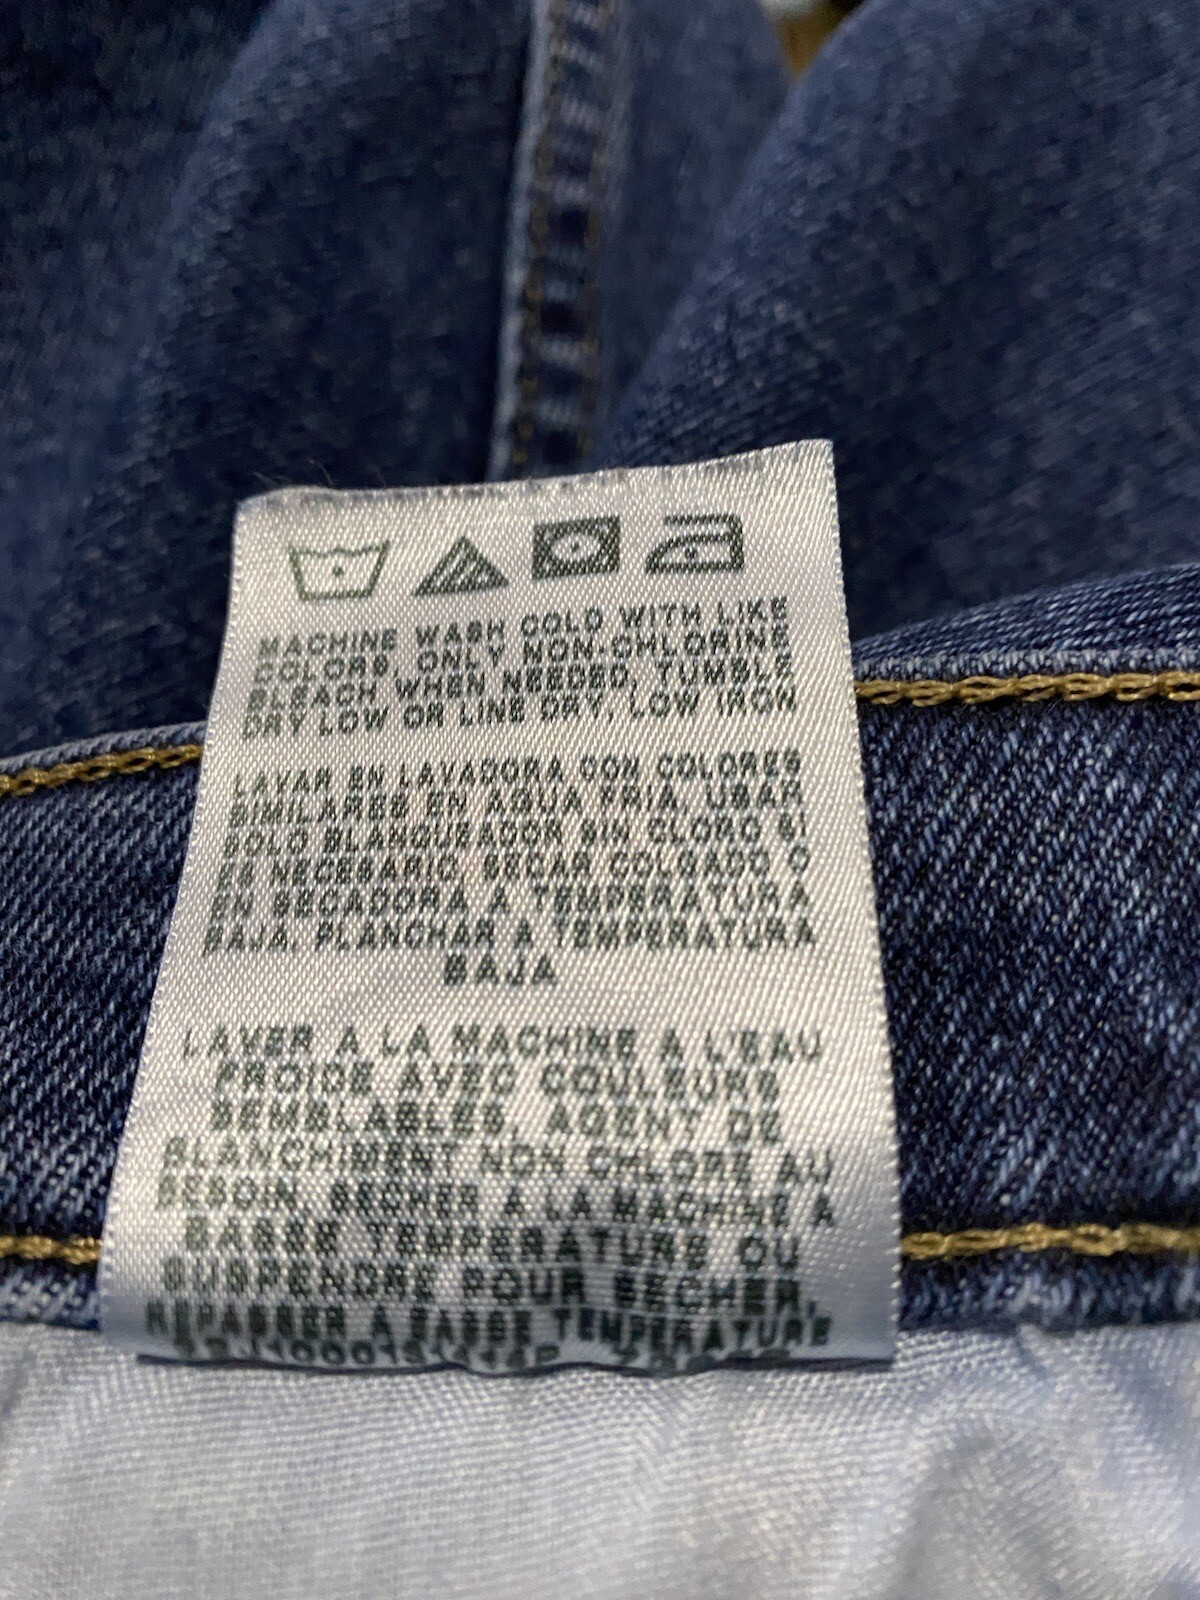 MACHINE WASH COLD WITH LIKE
COLORS, ONLY NON-CHLORINE
BLEACH WHEN NEEDED, TUMBLE
DRY LOW OR LINE DRY, LOW IRON
LAVAR EN LAVADORA CON COLORES
SIMILARES EN AGUA FRIA, USAR
SOLO BLANQUEADOR SIN CLORO SI
ES NECESARIO, SECAR COLGADO O
EN SECADORA A TEMPERATURA
BAJA, PLANCHAR A TEMPERATURA
BAJA
LAVER A LA MACHINE A L'EAU
FROIDE AVEC COULEURS
SEMBLABLES, AGENT DE
BLANCHIMENT NON CHLORE AU
BESOIN, SECHER A LA MACHINE A
BASSE TEMPERATURE OU
SUSPENDRE POUR SECHER,
REPASSER A BASSE TEMPERATURE